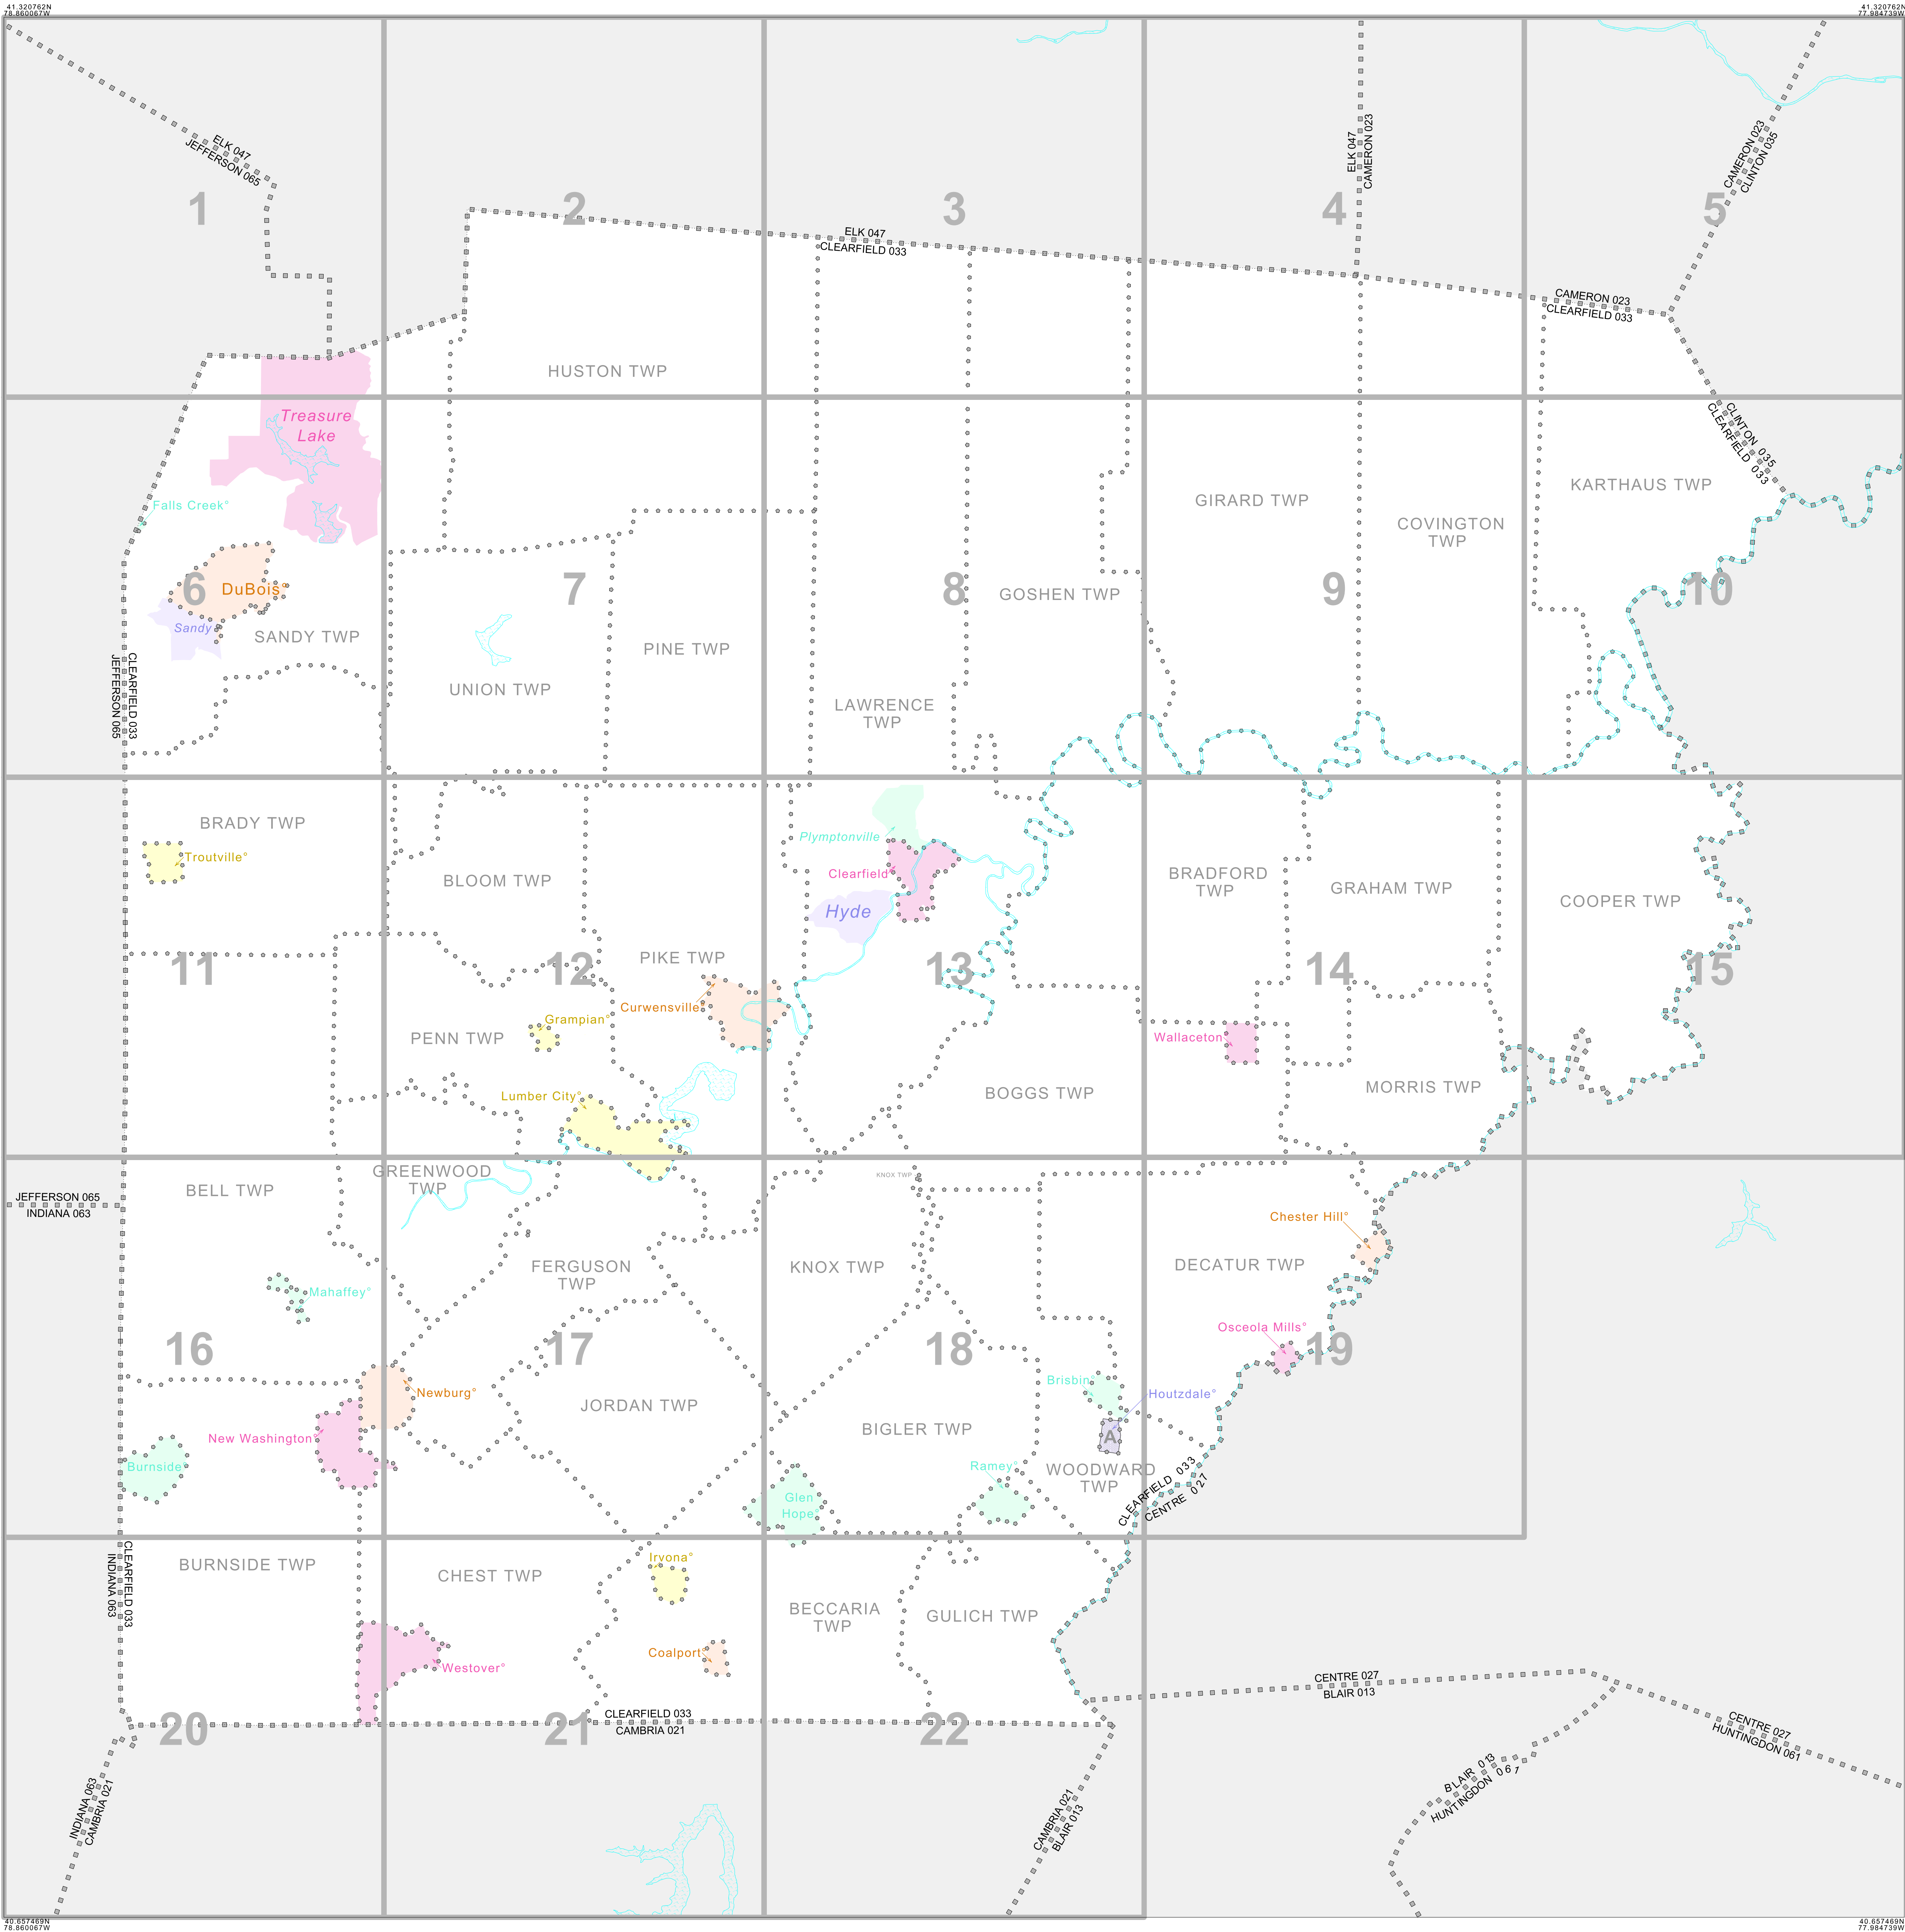 41.320762N
78.860067W
41.320762N
77.984739W
ELK 047
JEFFERSON 065
ELK 047
CAMERON 023
CAMERON 023
CLINTON 035
1
2
3
4
5
ELK 047
CLEARFIELD 033
CAMERON 023
CLEARFIELD 033
HUSTON TWP
Treasure
Lake
CLINTON 035
CLEARFIELD 033
Falls Creek°
GIRARD TWP
COVINGTON
TWP
KARTHAUS TWP
6
DuBois°
7
8
GOSHEN TWP
9
10
Sandy
SANDY TWP
PINE TWP
UNION TWP
CLEARFIELD 033
JEFFERSON 065
LAWRENCE
TWP
BRADY TWP
Troutville°
BLOOM TWP
Plymptonville
Clearfield°
Hyde
BRADFORD
TWP
GRAHAM TWP
COOPER TWP
11
12
PIKE TWP
13
14
15
Curwensville°
Grampian°
PENN TWP
Wallaceton°
Lumber City°
BOGGS TWP
MORRIS TWP
GREENWOOD
TWP
KNOX TWP
BELL TWP
JEFFERSON 065
INDIANA 063
Chester Hill°
FERGUSON
TWP
KNOX TWP
DECATUR TWP
Mahaffey°
Osceola Mills°
16
17
18
19
Newburg°
JORDAN TWP
Brisbin°
Houtzdale°
A
New Washington°
BIGLER TWP
Burnside°
Ramey°
WOODWARD
TWP
Glen
Hope°
CLEARFIELD 033
CENTRE 027
BURNSIDE TWP
CLEARFIELD 033
INDIANA 063
CHEST TWP
Irvona°
BECCARIA
TWP
GULICH TWP
Coalport°
Westover°
CENTRE 027
BLAIR 013
20
21
22
CLEARFIELD 033
CAMBRIA 021
CENTRE 027
HUNTINGDON 061
BLAIR 013
HUNTINGDON 061
INDIANA 063
CAMBRIA 021
CAMBRIA 021
BLAIR 013
40.657469N
78.860067W
40.657469N
77.984739W